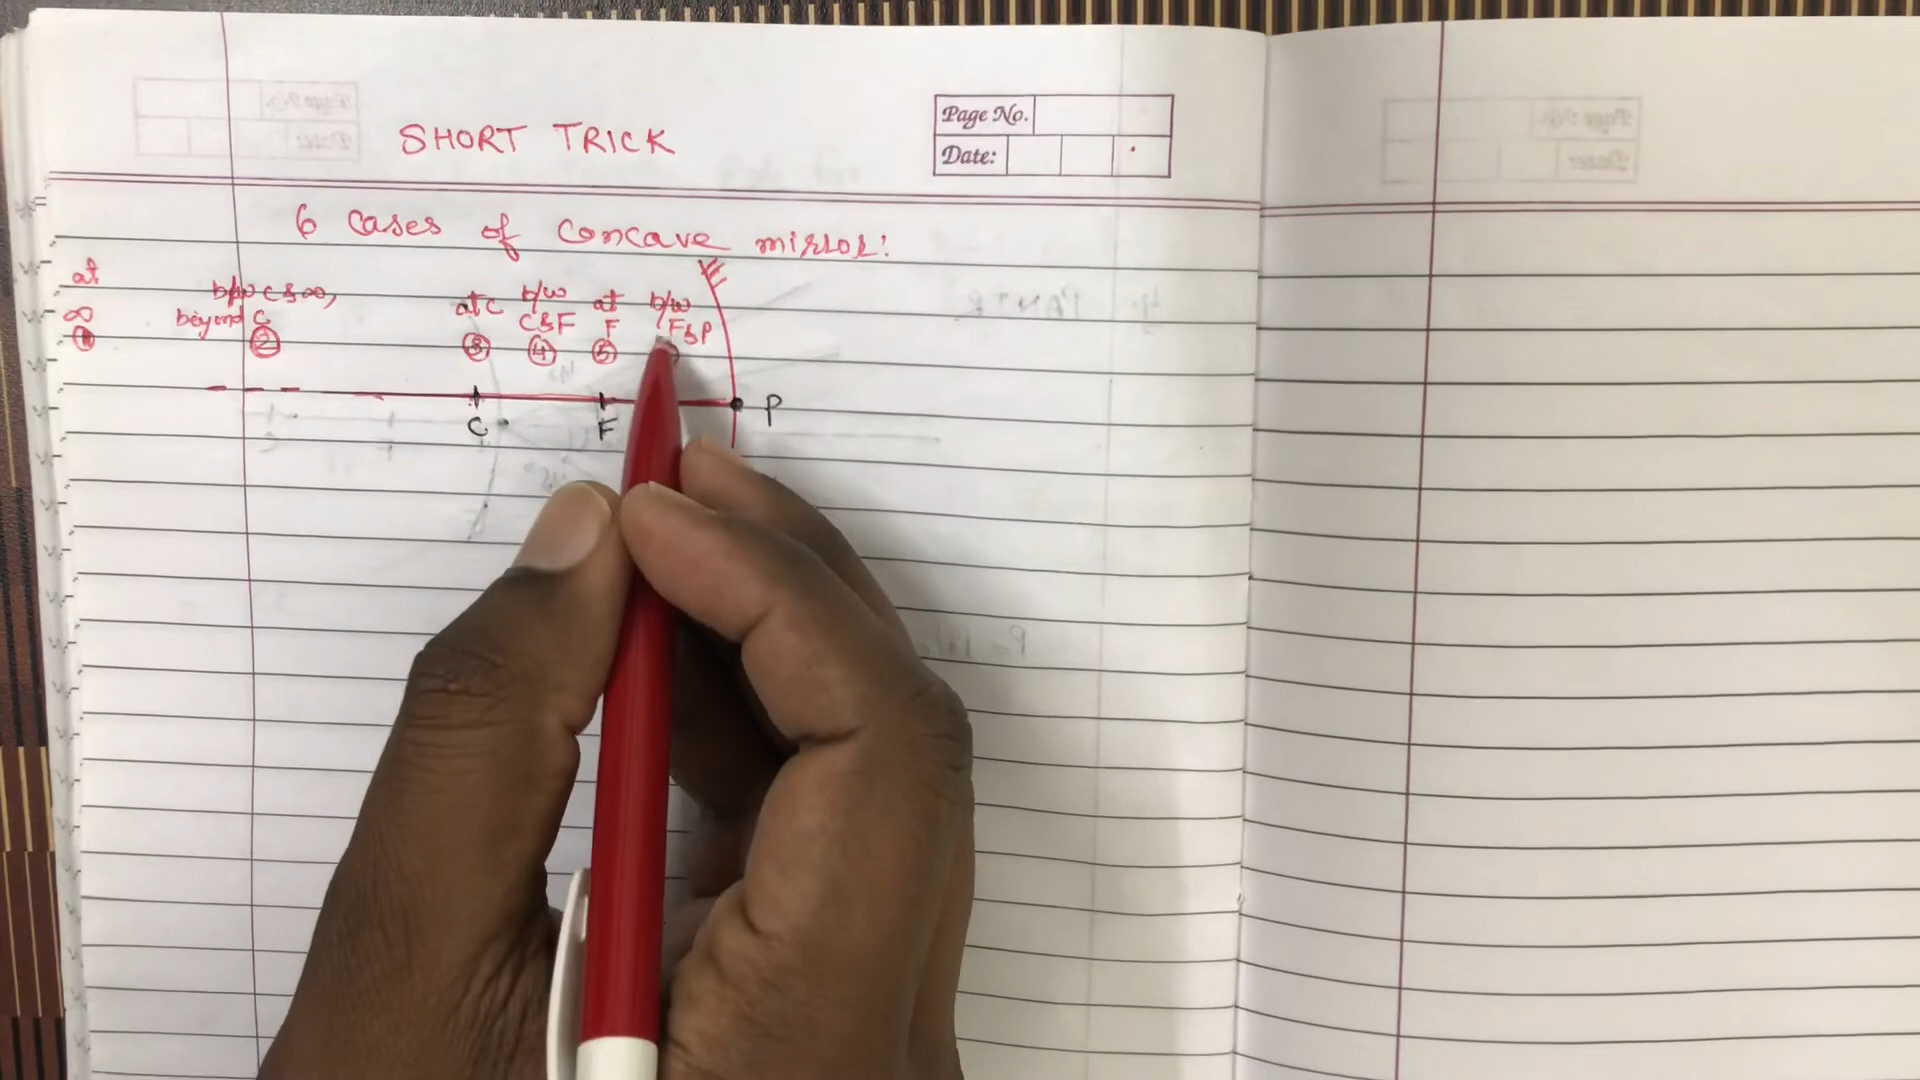 SHORT TRICK
Page No.
Date:
6 cases of concave mirror:
at ∞ ①
b/w C & ∞, beyond C ②
at C ③
b/w C & F ④
at F ⑤
b/w F & P
C
F
P